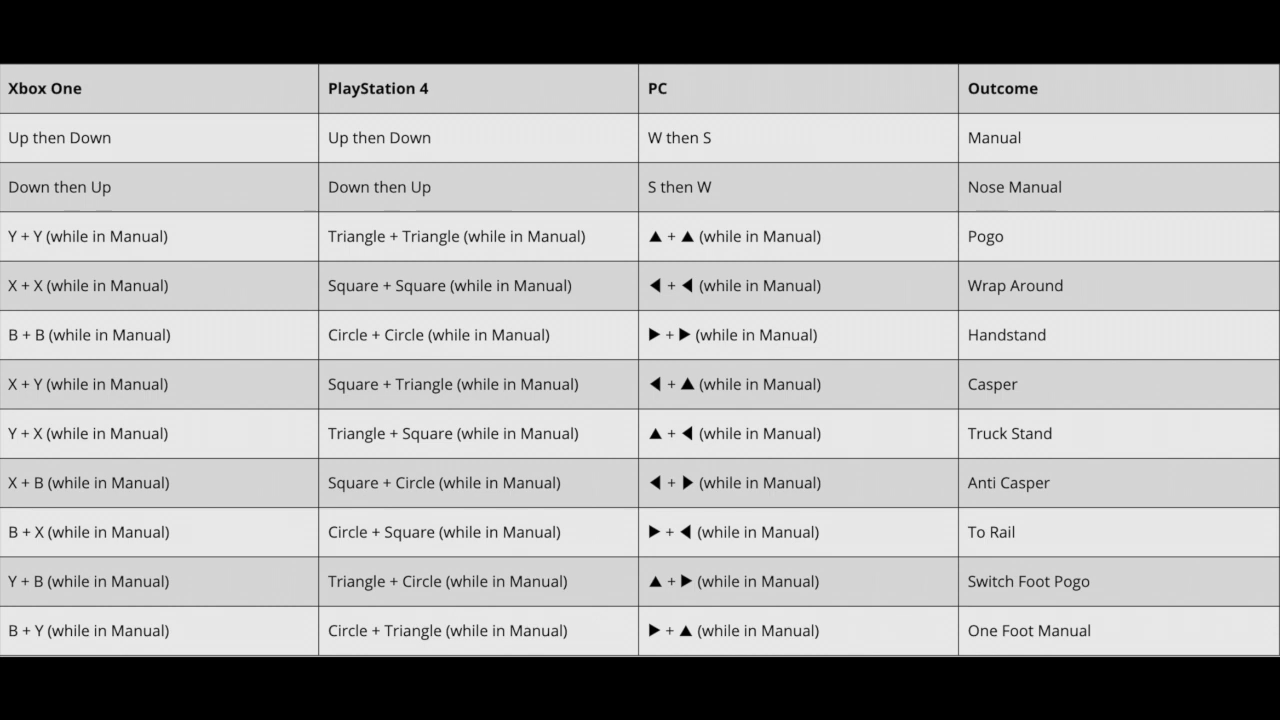 Xbox One PlayStation 4 PC Outcome
Up then Down Up then Down W then S Manual
Down then Up Down then Up S then W Nose Manual
Y + Y (while in Manual) Triangle + Triangle (while in Manual) ▲ + ▲ (while in Manual) Pogo
X + X (while in Manual) Square + Square (while in Manual) ◀ + ◀ (while in Manual) Wrap Around
B + B (while in Manual) Circle + Circle (while in Manual) ▶ + ▶ (while in Manual) Handstand
X + Y (while in Manual) Square + Triangle (while in Manual) ◀ + ▲ (while in Manual) Casper
Y + X (while in Manual) Triangle + Square (while in Manual) ▲ + ◀ (while in Manual) Truck Stand
X + B (while in Manual) Square + Circle (while in Manual) ◀ + ▶ (while in Manual) Anti Casper
B + X (while in Manual) Circle + Square (while in Manual) ▶ + ◀ (while in Manual) To Rail
Y + B (while in Manual) Triangle + Circle (while in Manual) ▲ + ▶ (while in Manual) Switch Foot Pogo
B + Y (while in Manual) Circle + Triangle (while in Manual) ▶ + ▲ (while in Manual) One Foot Manual